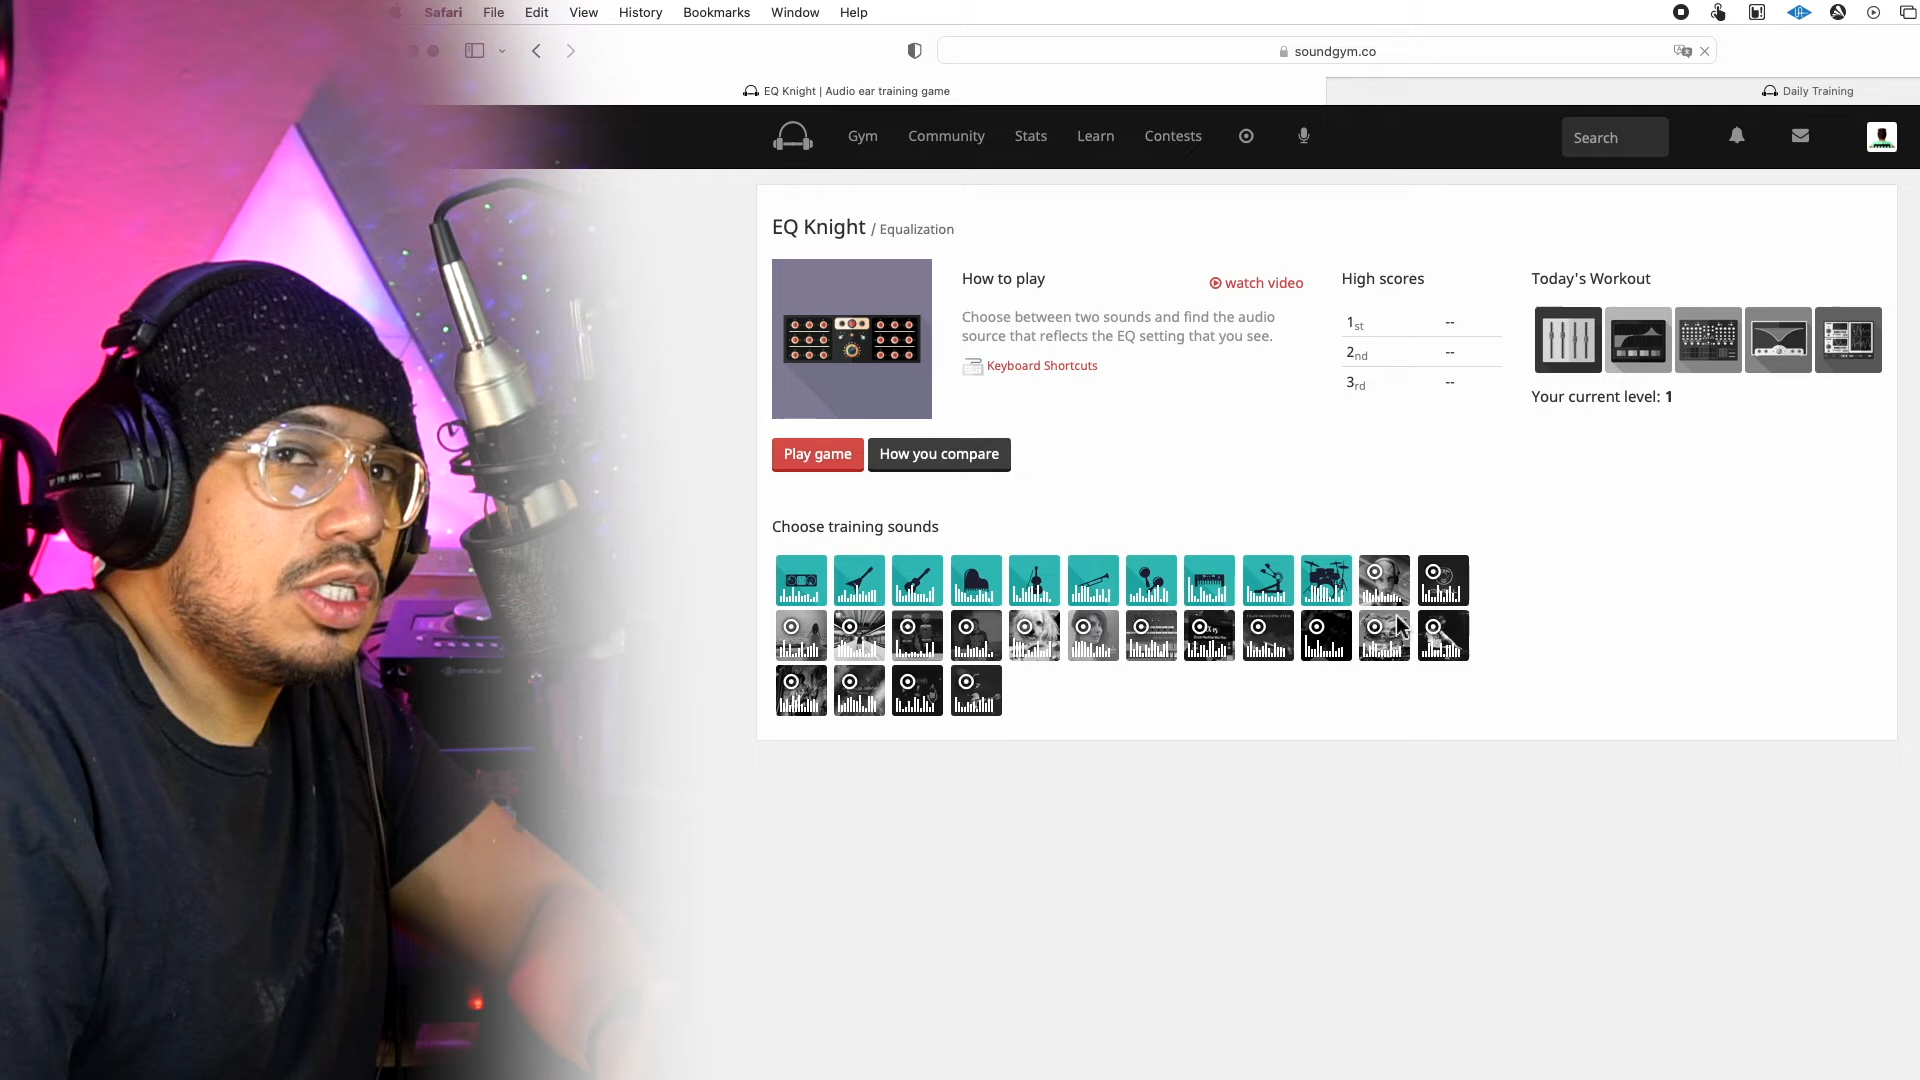 Safari File Edit View History Bookmarks Window Help
soundgym.co
EQ Knight | Audio ear training game
Daily Training
Gym Community Stats Learn Contests
Search
EQ Knight / Equalization
How to play
watch video
Choose between two sounds and find the audio
source that reflects the EQ setting that you see.
Keyboard Shortcuts
High scores
1st --
2nd --
3rd --
Today's Workout
Your current level: 1
Play game
How you compare
Choose training sounds